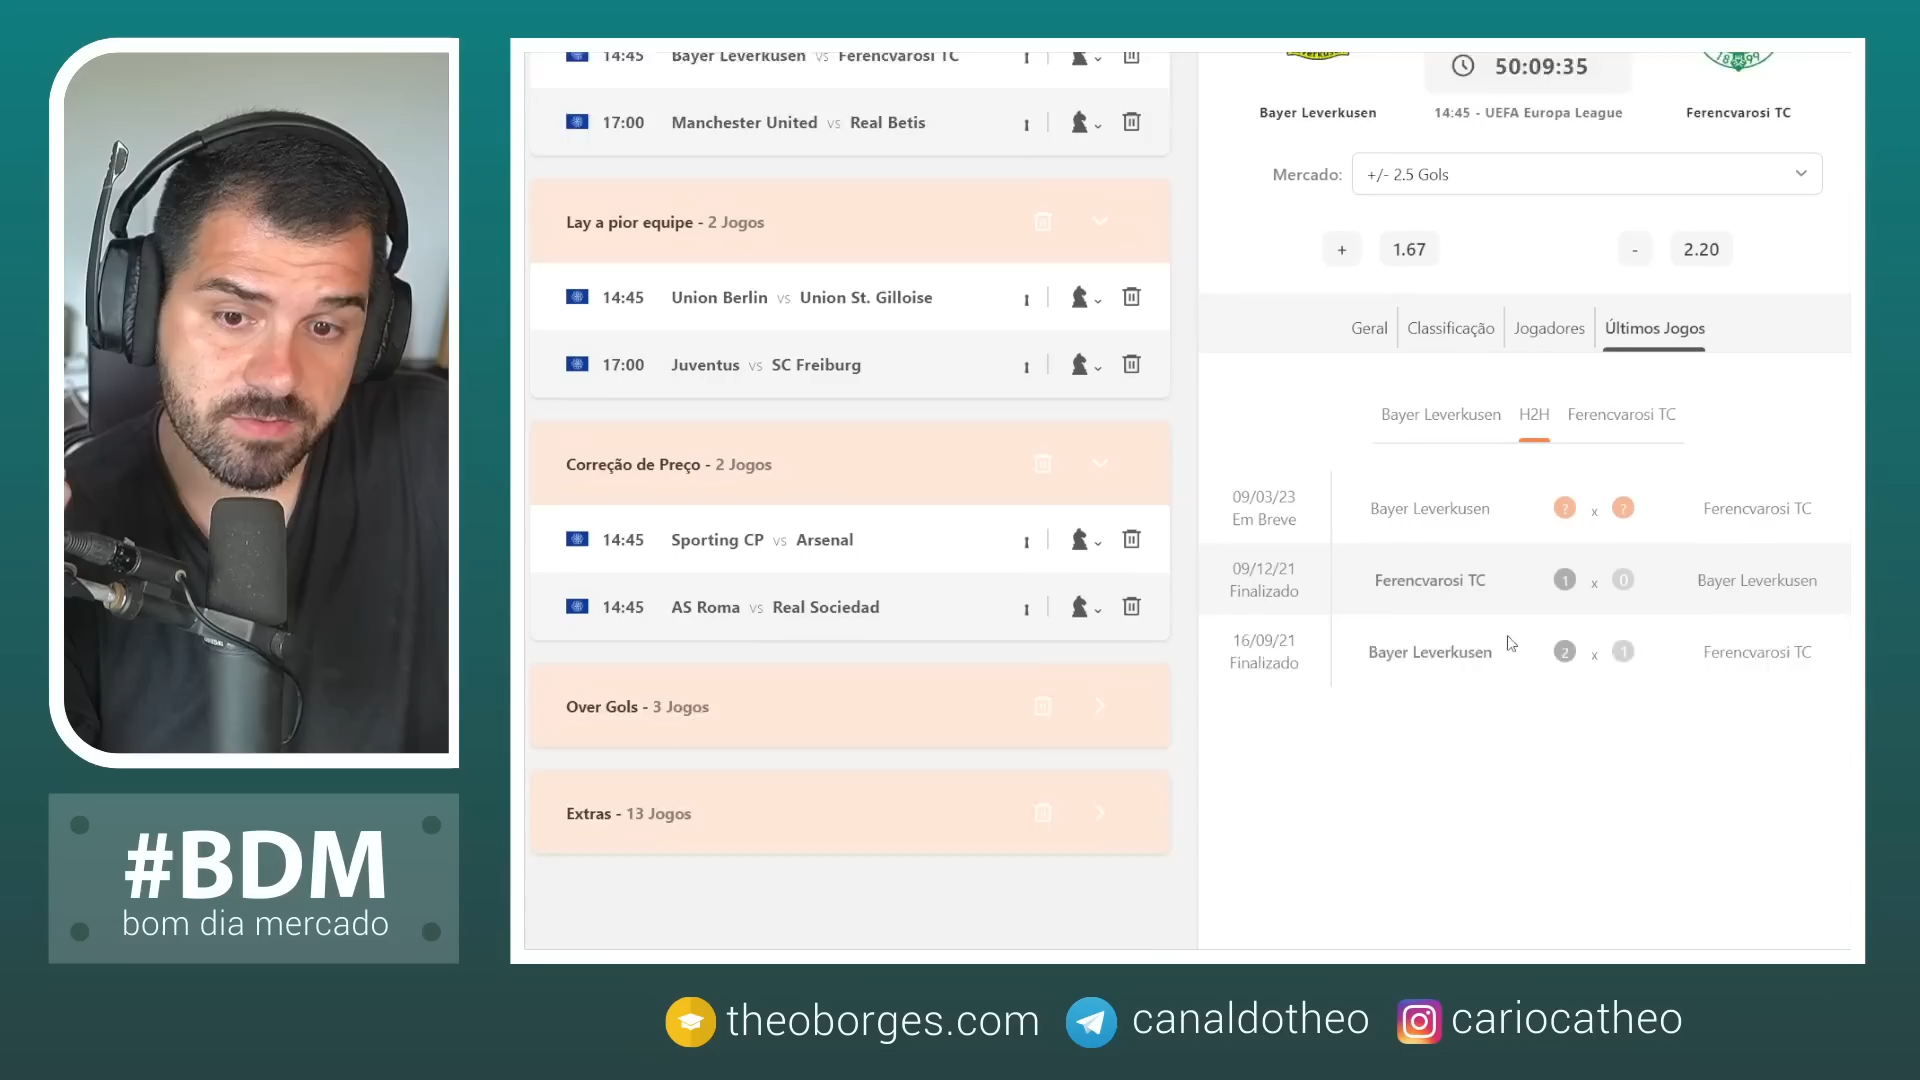 14:45 Bayer Leverkusen vs Ferencvarosi TC
17:00 Manchester United vs Real Betis
Lay a pior equipe - 2 Jogos
14:45 Union Berlin vs Union St. Gilloise
17:00 Juventus vs SC Freiburg
Correção de Preço - 2 Jogos
14:45 Sporting CP vs Arsenal
14:45 AS Roma vs Real Sociedad
Over Gols - 3 Jogos
Extras - 13 Jogos
50:09:35
Bayer Leverkusen 14:45 - UEFA Europa League Ferencvarosi TC
Mercado: +/- 2.5 Gols
+ 1.67 - 2.20
Geral Classificação Jogadores Últimos Jogos
Bayer Leverkusen H2H Ferencvarosi TC
09/03/23
Em Breve
Bayer Leverkusen ? x ? Ferencvarosi TC
09/12/21
Finalizado
Ferencvarosi TC 1 x 0 Bayer Leverkusen
16/09/21
Finalizado
Bayer Leverkusen 2 x 1 Ferencvarosi TC
#BDM
bom dia mercado
theoborges.com canaldotheo cariocatheo